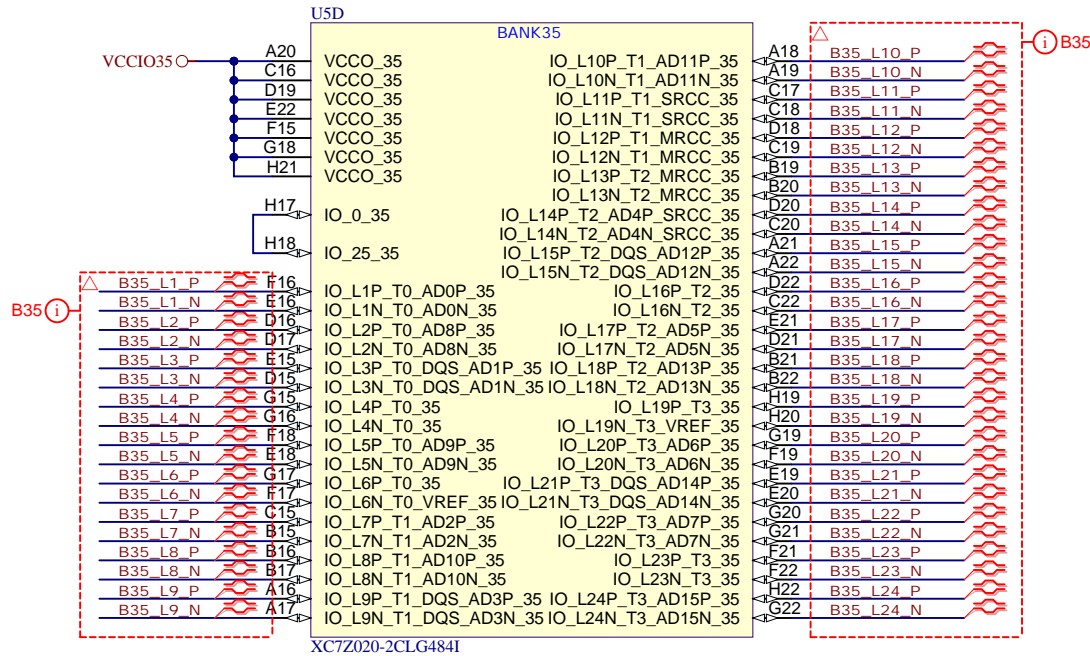 U5D
BANK35
VCCIO35
A20 VCCO_35
C16 VCCO_35
D19 VCCO_35
E22 VCCO_35
F15 VCCO_35
G18 VCCO_35
H21 VCCO_35
H17 IO_0_35
H18 IO_25_35
B35 i
B35_L1_P F16 IO_L1P_T0_AD0P_35
B35_L1_N E16 IO_L1N_T0_AD0N_35
B35_L2_P D16 IO_L2P_T0_AD8P_35
B35_L2_N D17 IO_L2N_T0_AD8N_35
B35_L3_P E15 IO_L3P_T0_DQS_AD1P_35
B35_L3_N D15 IO_L3N_T0_DQS_AD1N_35
B35_L4_P G15 IO_L4P_T0_35
B35_L4_N G16 IO_L4N_T0_35
B35_L5_P F18 IO_L5P_T0_AD9P_35
B35_L5_N E18 IO_L5N_T0_AD9N_35
B35_L6_P G17 IO_L6P_T0_35
B35_L6_N F17 IO_L6N_T0_VREF_35
B35_L7_P C15 IO_L7P_T1_AD2P_35
B35_L7_N B15 IO_L7N_T1_AD2N_35
B35_L8_P B16 IO_L8P_T1_AD10P_35
B35_L8_N B17 IO_L8N_T1_AD10N_35
B35_L9_P A16 IO_L9P_T1_DQS_AD3P_35
B35_L9_N A17 IO_L9N_T1_DQS_AD3N_35
IO_L10P_T1_AD11P_35 A18 B35_L10_P
IO_L10N_T1_AD11N_35 A19 B35_L10_N
IO_L11P_T1_SRCC_35 C17 B35_L11_P
IO_L11N_T1_SRCC_35 C18 B35_L11_N
IO_L12P_T1_MRCC_35 D18 B35_L12_P
IO_L12N_T1_MRCC_35 C19 B35_L12_N
IO_L13P_T2_MRCC_35 B19 B35_L13_P
IO_L13N_T2_MRCC_35 B20 B35_L13_N
IO_L14P_T2_AD4P_SRCC_35 D20 B35_L14_P
IO_L14N_T2_AD4N_SRCC_35 C20 B35_L14_N
IO_L15P_T2_DQS_AD12P_35 A21 B35_L15_P
IO_L15N_T2_DQS_AD12N_35 A22 B35_L15_N
IO_L16P_T2_35 D22 B35_L16_P
IO_L16N_T2_35 C22 B35_L16_N
IO_L17P_T2_AD5P_35 E21 B35_L17_P
IO_L17N_T2_AD5N_35 D21 B35_L17_N
IO_L18P_T2_AD13P_35 B21 B35_L18_P
IO_L18N_T2_AD13N_35 B22 B35_L18_N
IO_L19P_T3_35 H19 B35_L19_P
IO_L19N_T3_VREF_35 H20 B35_L19_N
IO_L20P_T3_AD6P_35 G19 B35_L20_P
IO_L20N_T3_AD6N_35 F19 B35_L20_N
IO_L21P_T3_DQS_AD14P_35 E19 B35_L21_P
IO_L21N_T3_DQS_AD14N_35 E20 B35_L21_N
IO_L22P_T3_AD7P_35 G20 B35_L22_P
IO_L22N_T3_AD7N_35 G21 B35_L22_N
IO_L23P_T3_35 F21 B35_L23_P
IO_L23N_T3_35 F22 B35_L23_N
IO_L24P_T3_AD15P_35 H22 B35_L24_P
IO_L24N_T3_AD15N_35 G22 B35_L24_N
i B35
XC7Z020-2CLG484I